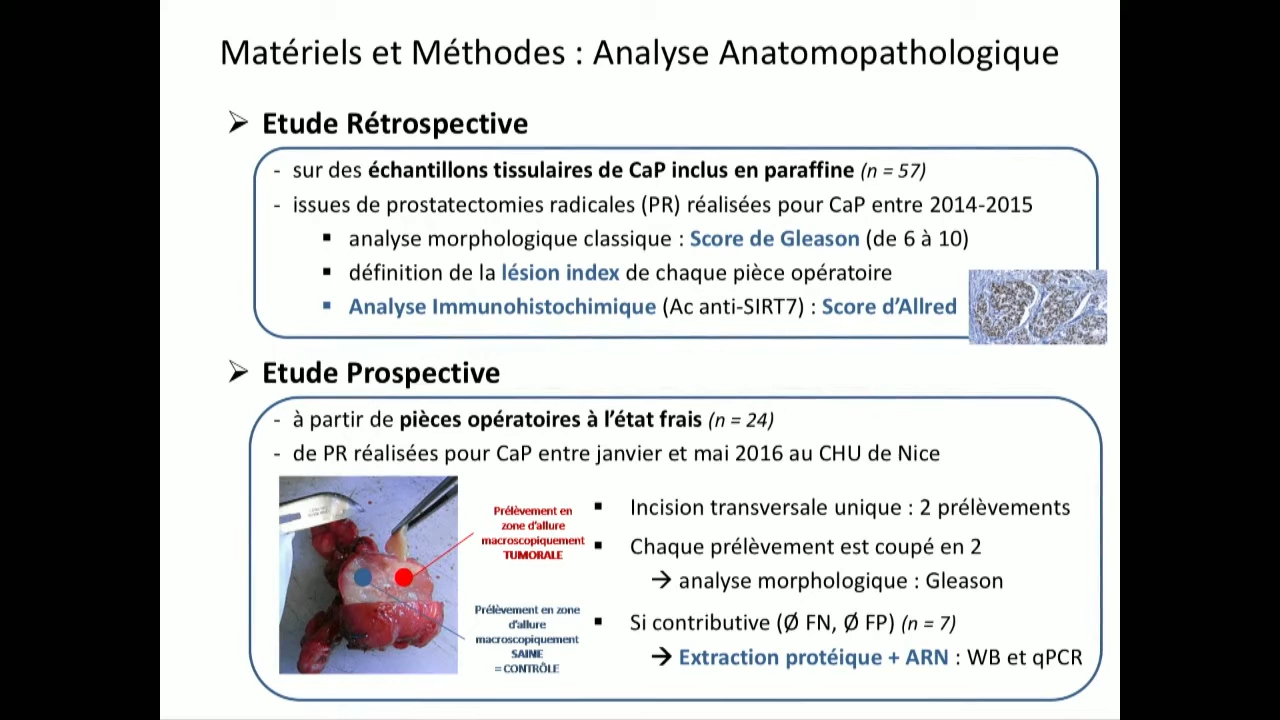 Matériels et Méthodes : Analyse Anatomopathologique
➢ Etude Rétrospective
- sur des échantillons tissulaires de CaP inclus en paraffine (n = 57)
- issues de prostatectomies radicales (PR) réalisées pour CaP entre 2014-2015
▪ analyse morphologique classique : Score de Gleason (de 6 à 10)
▪ définition de la lésion index de chaque pièce opératoire
▪ Analyse Immunohistochimique (Ac anti-SIRT7) : Score d'Allred
➢ Etude Prospective
- à partir de pièces opératoires à l'état frais (n = 24)
- de PR réalisées pour CaP entre janvier et mai 2016 au CHU de Nice
Prélèvement en
zone d'allure
macroscopiquement
TUMORALE
Prélèvement en zone
d'allure
macroscopiquement
SAINE
= CONTRÔLE
▪ Incision transversale unique : 2 prélèvements
▪ Chaque prélèvement est coupé en 2
→ analyse morphologique : Gleason
▪ Si contributive (Ø FN, Ø FP) (n = 7)
→ Extraction protéique + ARN : WB et qPCR